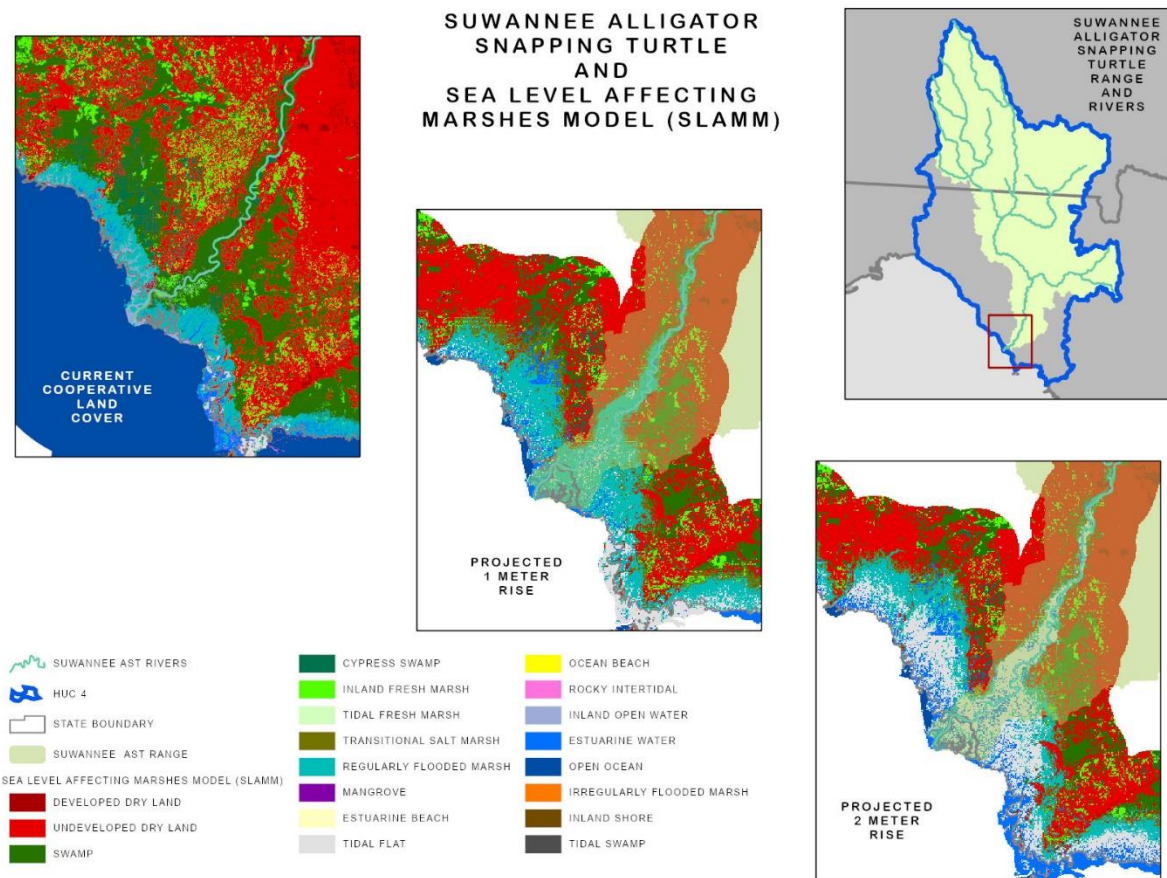 SUWANNEE ALLIGATOR
SNAPPING TURTLE
AND
SEA LEVEL AFFECTING
MARSHES MODEL (SLAMM)
SUWANNEE
ALLIGATOR
SNAPPING
TURTLE
RANGE
AND
RIVERS
CURRENT
COOPERATIVE
LAND
COVER
PROJECTED
1 METER
RISE
PROJECTED
2 METER
RISE
SUWANNEE AST RIVERS
HUC 4
STATE BOUNDARY
SUWANNEE AST RANGE
SEA LEVEL AFFECTING MARSHES MODEL (SLAMM)
DEVELOPED DRY LAND
UNDEVELOPED DRY LAND
SWAMP
CYPRESS SWAMP
INLAND FRESH MARSH
TIDAL FRESH MARSH
TRANSITIONAL SALT MARSH
REGULARLY FLOODED MARSH
MANGROVE
ESTUARINE BEACH
TIDAL FLAT
OCEAN BEACH
ROCKY INTERTIDAL
INLAND OPEN WATER
ESTUARINE WATER
OPEN OCEAN
IRREGULARLY FLOODED MARSH
INLAND SHORE
TIDAL SWAMP